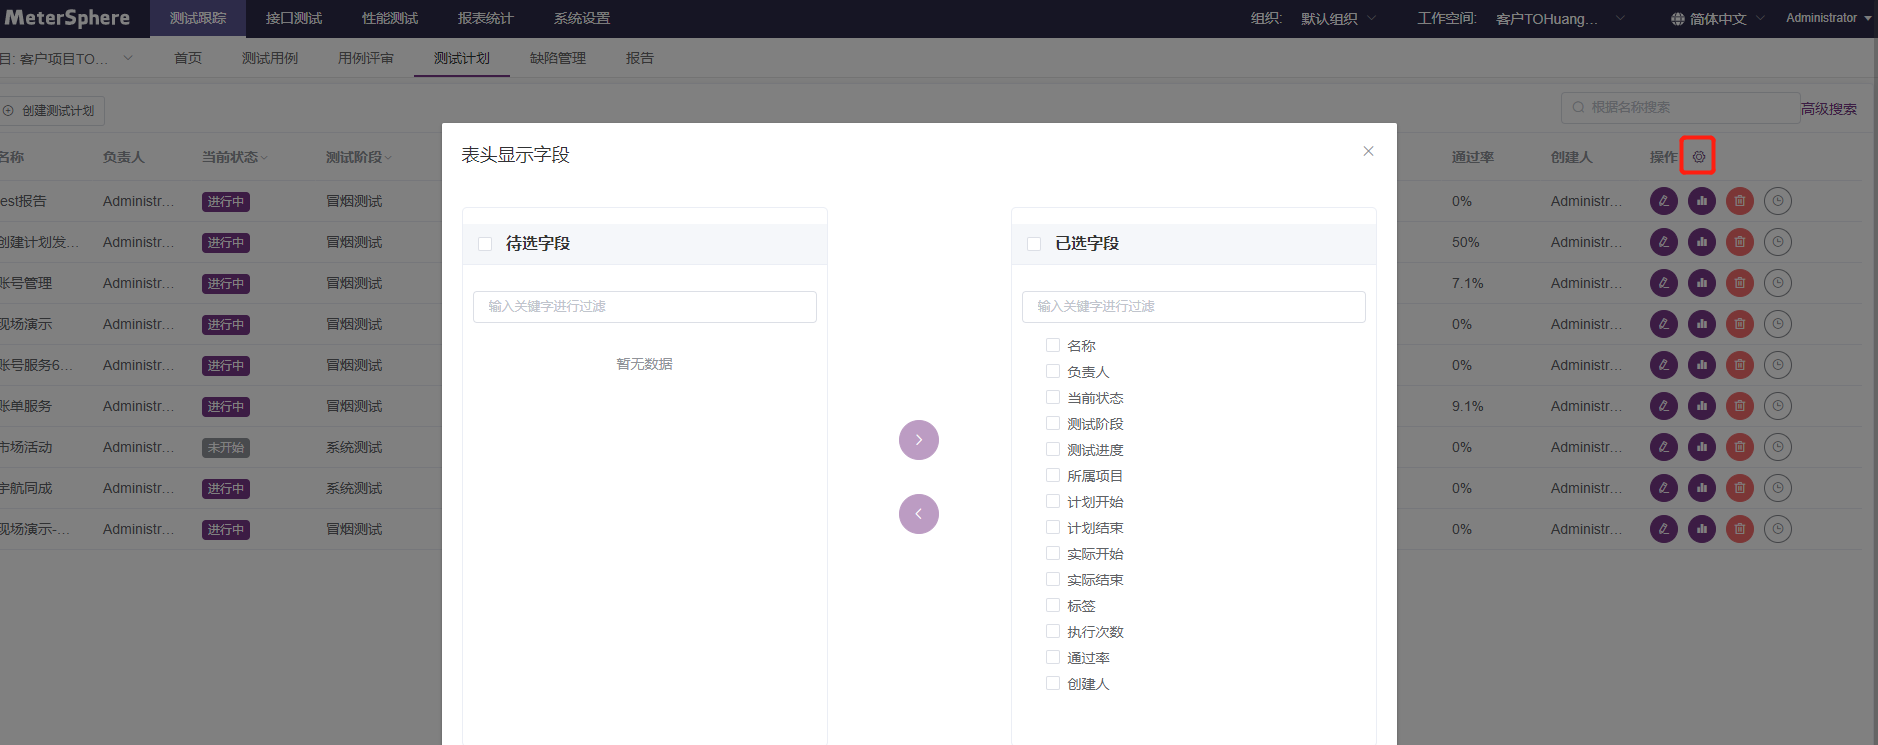 MeterSphere 测试跟踪 接口测试 性能测试 报表统计 系统设置 组织: 默认组织 工作空间: 客户TOHuang... 简体中文 Administrator
目: 客户项目TO... 首页 测试用例 用例评审 测试计划 缺陷管理 报告
创建测试计划 根据名称搜索 高级搜索
名称 负责人 当前状态 测试阶段 通过率 创建人 操作
est报告 Administr... 进行中 冒烟测试 0% Administr...
创建计划发... Administr... 进行中 冒烟测试 50% Administr...
账号管理 Administr... 进行中 冒烟测试 7.1% Administr...
现场演示 Administr... 进行中 冒烟测试 0% Administr...
账号服务6... Administr... 进行中 冒烟测试 0% Administr...
账单服务 Administr... 进行中 冒烟测试 9.1% Administr...
市场活动 Administr... 未开始 系统测试 0% Administr...
宇航同成 Administr... 进行中 系统测试 0% Administr...
现场演示-... Administr... 进行中 冒烟测试 0% Administr...
表头显示字段
待选字段
输入关键字进行过滤
暂无数据
已选字段
输入关键字进行过滤
名称
负责人
当前状态
测试阶段
测试进度
所属项目
计划开始
计划结束
实际开始
实际结束
标签
执行次数
通过率
创建人